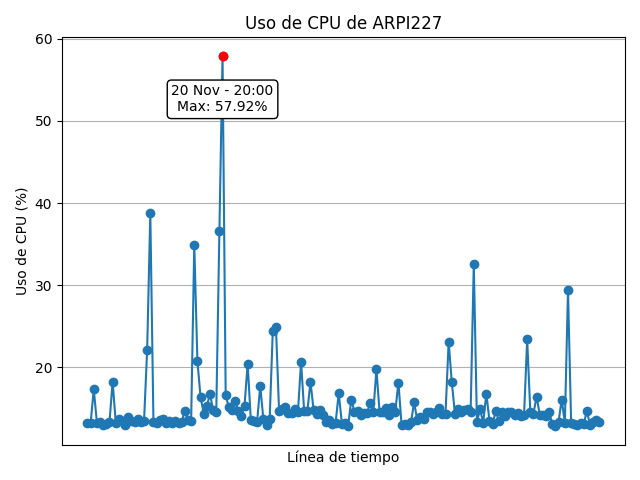 Uso de CPU de ARPI227
60
50
40
30
20
Uso de CPU (%)
20 Nov - 20:00
Max: 57.92%
Línea de tiempo